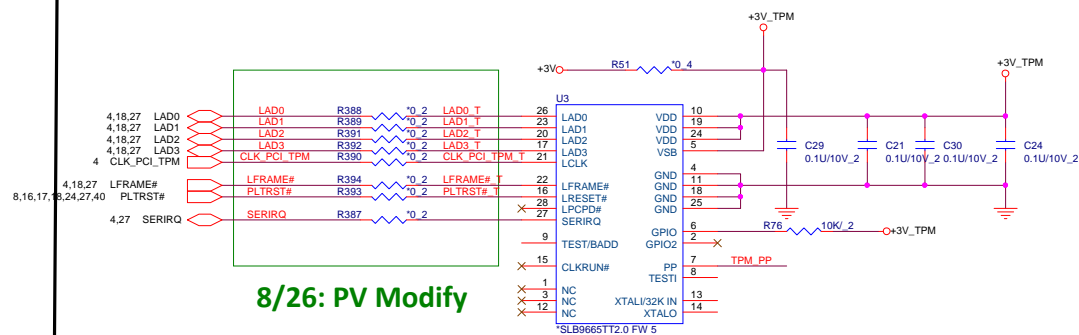 +3V_TPM
+3V R51 *0_4 +3V_TPM
U3
4,18,27 LAD0 LAD0 R388 *0_2 LAD0_T 26 LAD0 VDD 10
4,18,27 LAD1 LAD1 R389 *0_2 LAD1_T 23 LAD1 VDD 19
4,18,27 LAD2 LAD2 R391 *0_2 LAD2_T 20 LAD2 VDD 24
4,18,27 LAD3 LAD3 R392 *0_2 LAD3_T 17 LAD3 VSB 5
4 CLK_PCI_TPM CLK_PCI_TPM R390 *0_2 CLK_PCI_TPM_T 21 LCLK
C29 C21 C30 C24
0.1U/10V_2 0.1U/10V_2 0.1U/10V_2 0.1U/10V_2
GND 4
4,18,27 LFRAME# LFRAME# R394 *0_2 LFRAME#_T 22 LFRAME# GND 11
8,16,17,18,24,27,40 PLTRST# PLTRST# R393 *0_2 PLTRST#_T 16 LRESET# GND 18
28 LPCPD# GND 25
4,27 SERIRQ SERIRQ R387 *0_2 27 SERIRQ
GPIO 6 R76 10K/_2 +3V_TPM
9 TEST/BADD GPIO2 2
15 CLKRUN# PP 7 TPM_PP
TESTI 8
1 NC
3 NC XTALI/32K IN 13
12 NC XTALO 14
8/26: PV Modify
*SLB9665TT2.0 FW 5